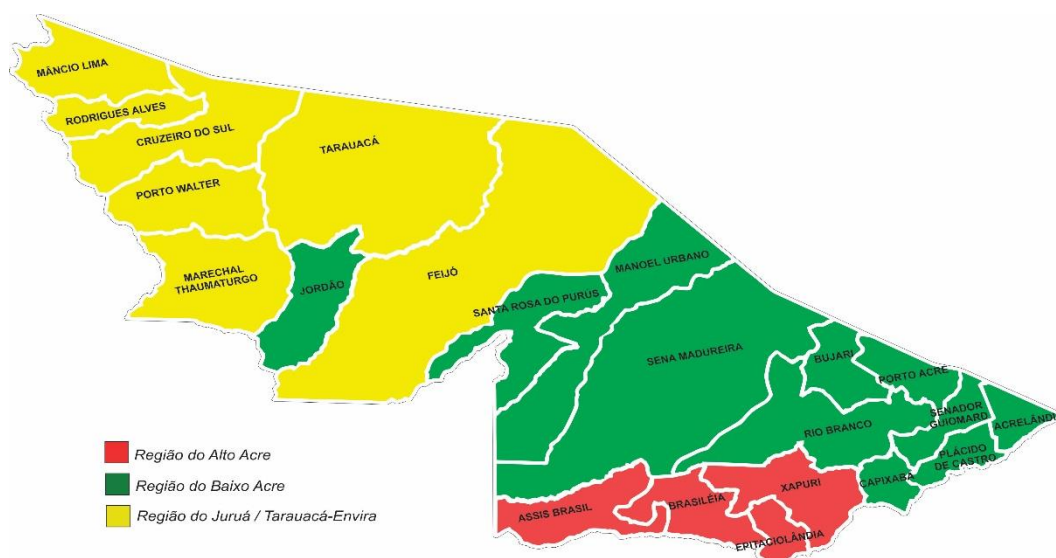 MÂNCIO LIMA
RODRIGUES ALVES
CRUZEIRO DO SUL
TARAUACÁ
PORTO WALTER
MARECHAL
THAUMATURGO
JORDÃO
FEIJÓ
MANOEL URBANO
SANTA ROSA DO PURUS
SENA MADUREIRA
BUJARI
PORTO ACRE
SENADOR
GUIOMARD
ACRELÂNDI
RIO BRANCO
PLÁCIDO
DE CASTRO
CAPIXABA
XAPURI
BRASILÉIA
ASSIS BRASIL
EPITACIOLÂNDIA
Região do Alto Acre
Região do Baixo Acre
Região do Juruá / Tarauacá-Envira